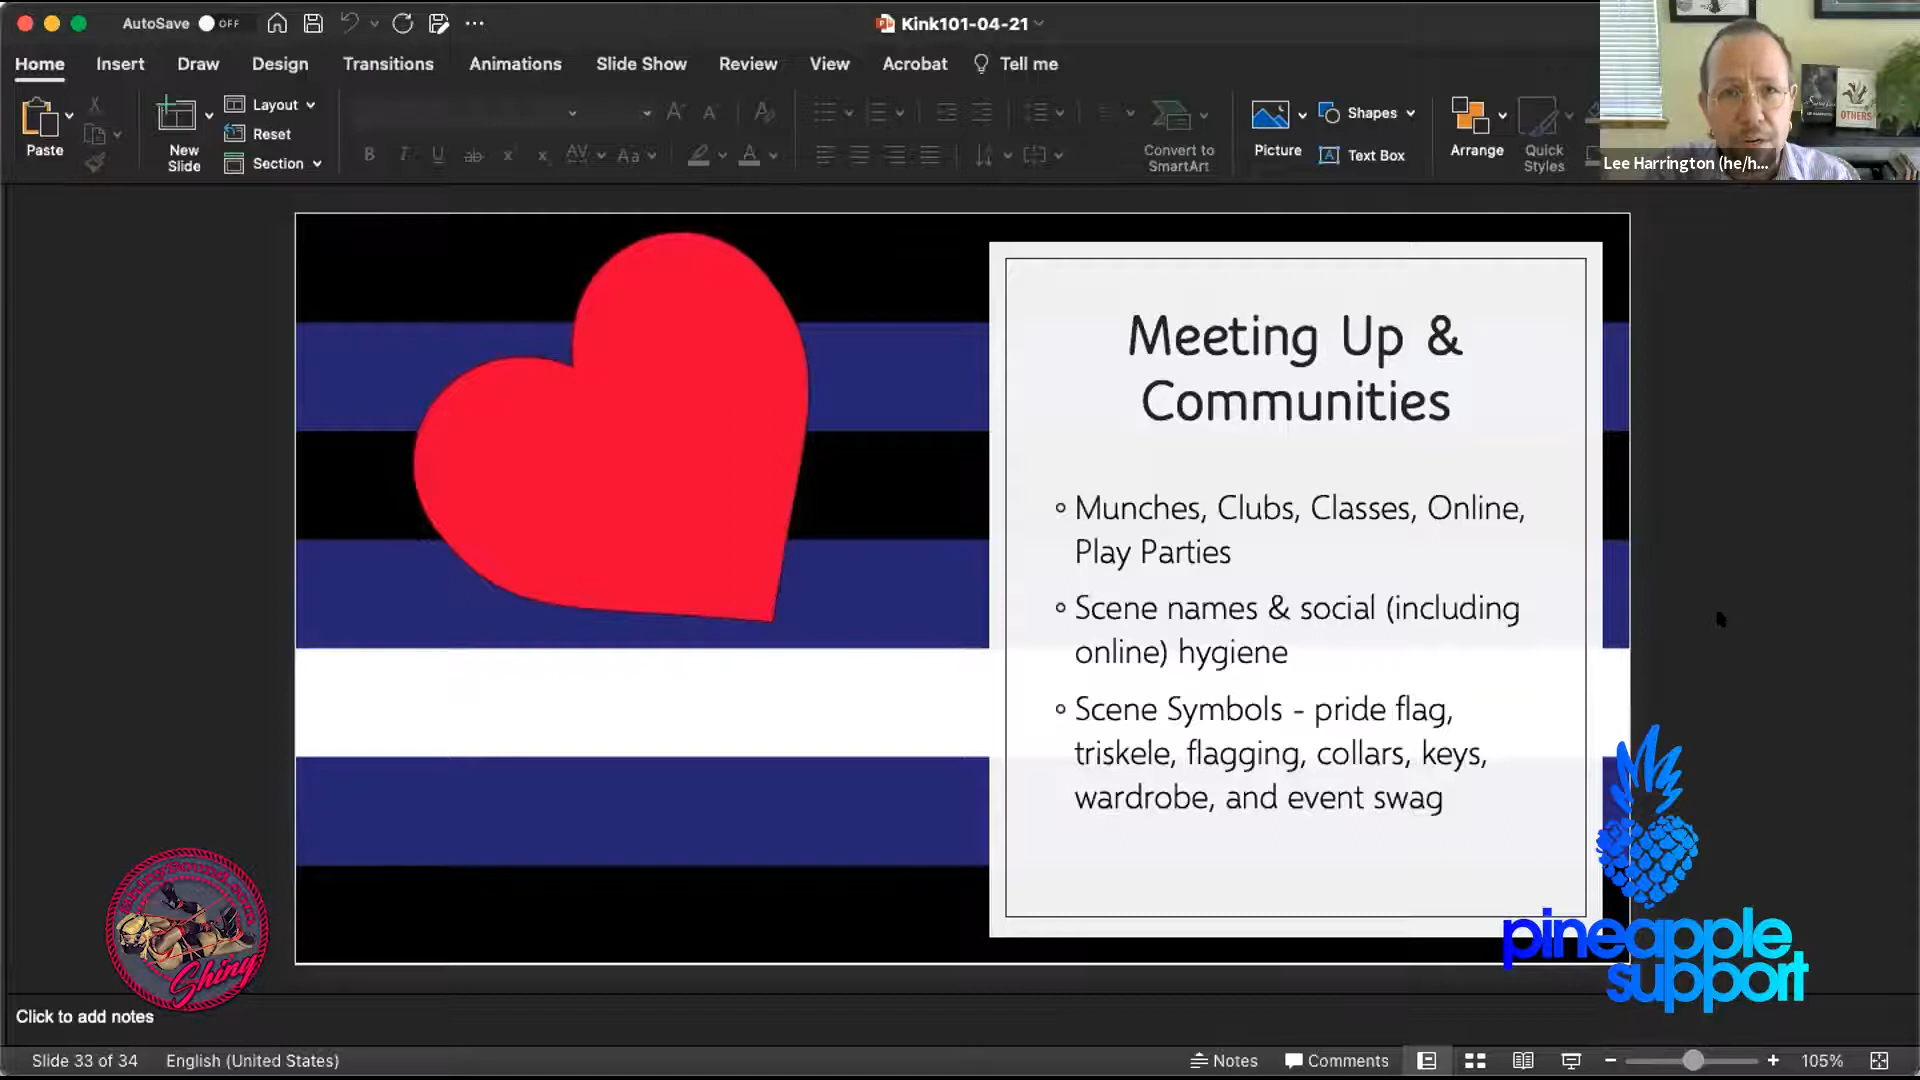 AutoSave OFF
Kink101-04-21
Home Insert Draw Design Transitions Animations Slide Show Review View Acrobat Tell me
Paste
New
Slide
Layout
Reset
Section
Convert to
SmartArt
Picture
Shapes
Text Box
Arrange
Quick
Styles
OTHERS
Lee Harrington (he/h...
Meeting Up &
Communities
Munches, Clubs, Classes, Online,
Play Parties
Scene names & social (including
online) hygiene
Scene Symbols - pride flag,
triskele, flagging, collars, keys,
wardrobe, and event swag
Shiny
pineapple
support
Click to add notes
Slide 33 of 34 English (United States) Notes Comments 105%